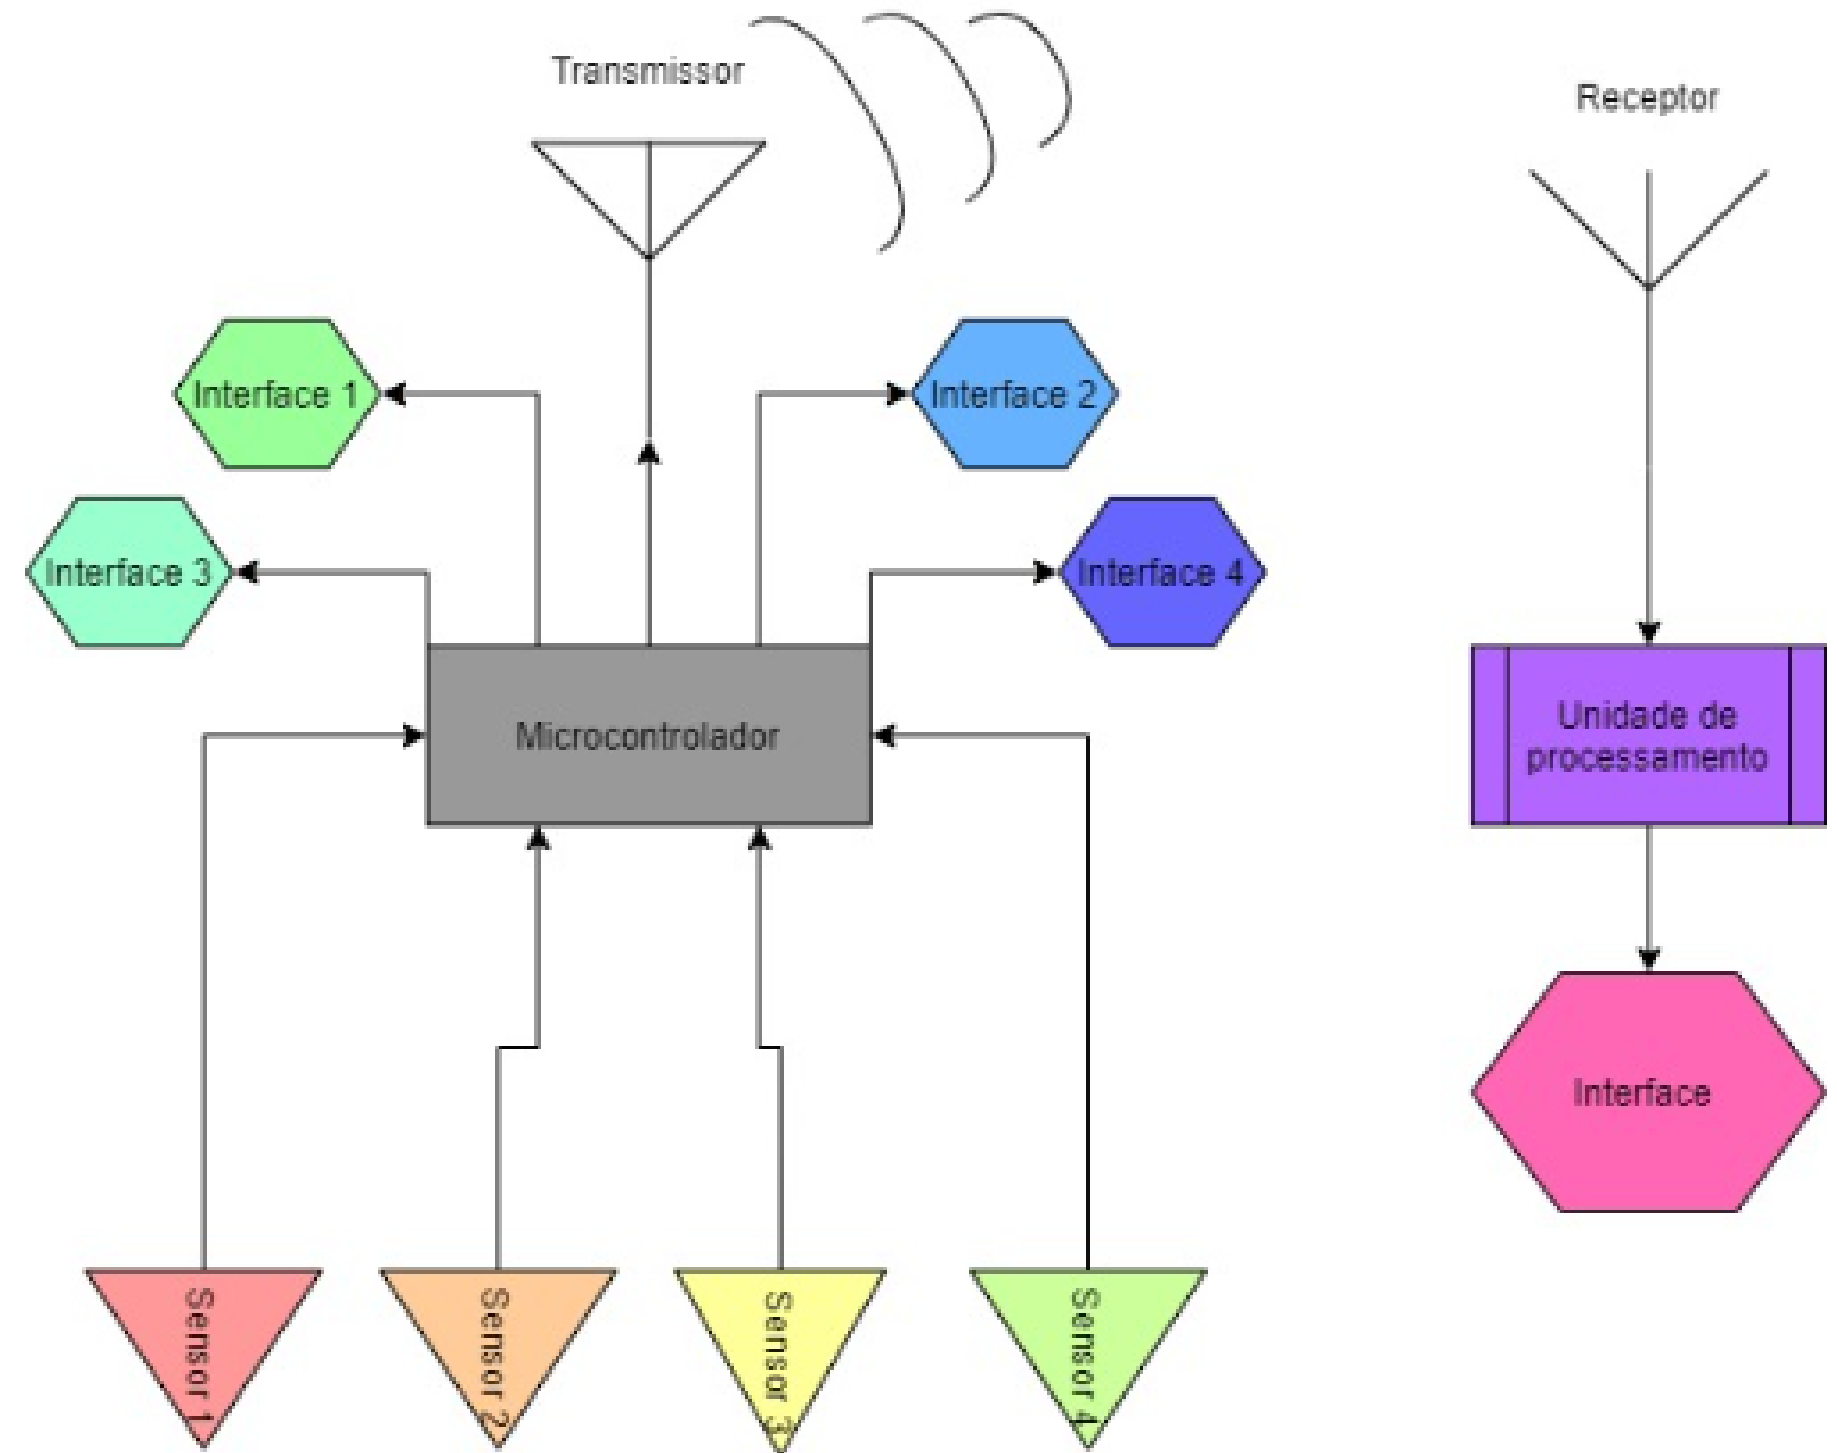 Transmissor
Receptor
Interface 1
Interface 2
Interface 3
Interface 4
Microcontrolador
Unidade de
processamento
Interface
Sensor 1
Sensor 2
Sensor 3
Sensor 4